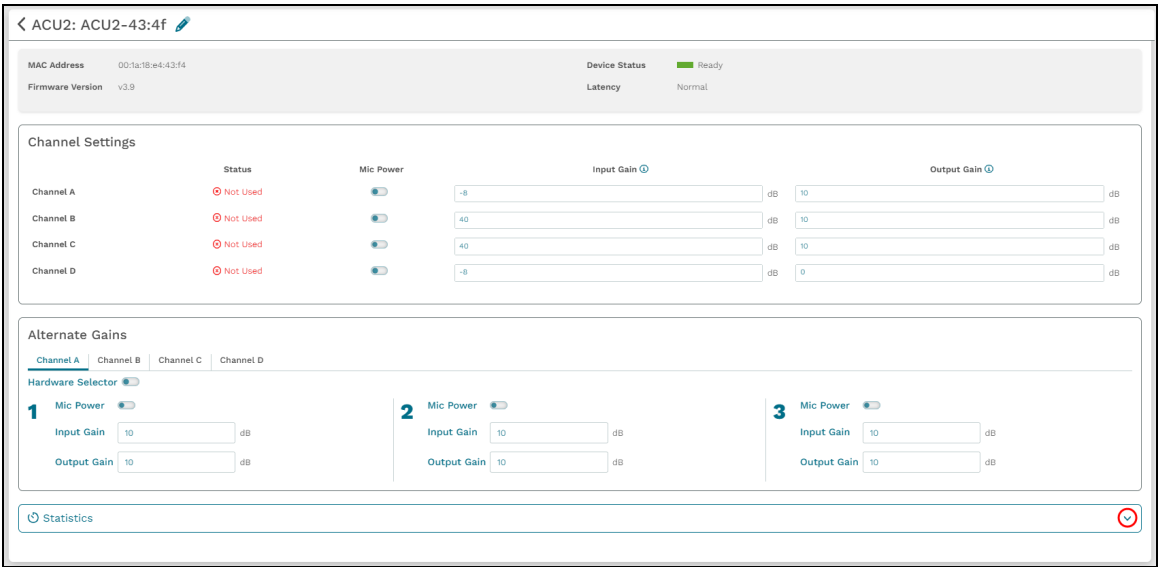 ACU2: ACU2-43:4f
MAC Address 00:1a:18:e4:43:f4 Device Status Ready
Firmware Version v3.9 Latency Normal
Channel Settings
Status Mic Power Input Gain Output Gain
Channel A Not Used -8 dB 10 dB
Channel B Not Used 40 dB 10 dB
Channel C Not Used 40 dB 10 dB
Channel D Not Used -8 dB 0 dB
Alternate Gains
Channel A Channel B Channel C Channel D
Hardware Selector
1 Mic Power 2 Mic Power 3 Mic Power
Input Gain 10 dB Input Gain 10 dB Input Gain 10 dB
Output Gain 10 dB Output Gain 10 dB Output Gain 10 dB
Statistics